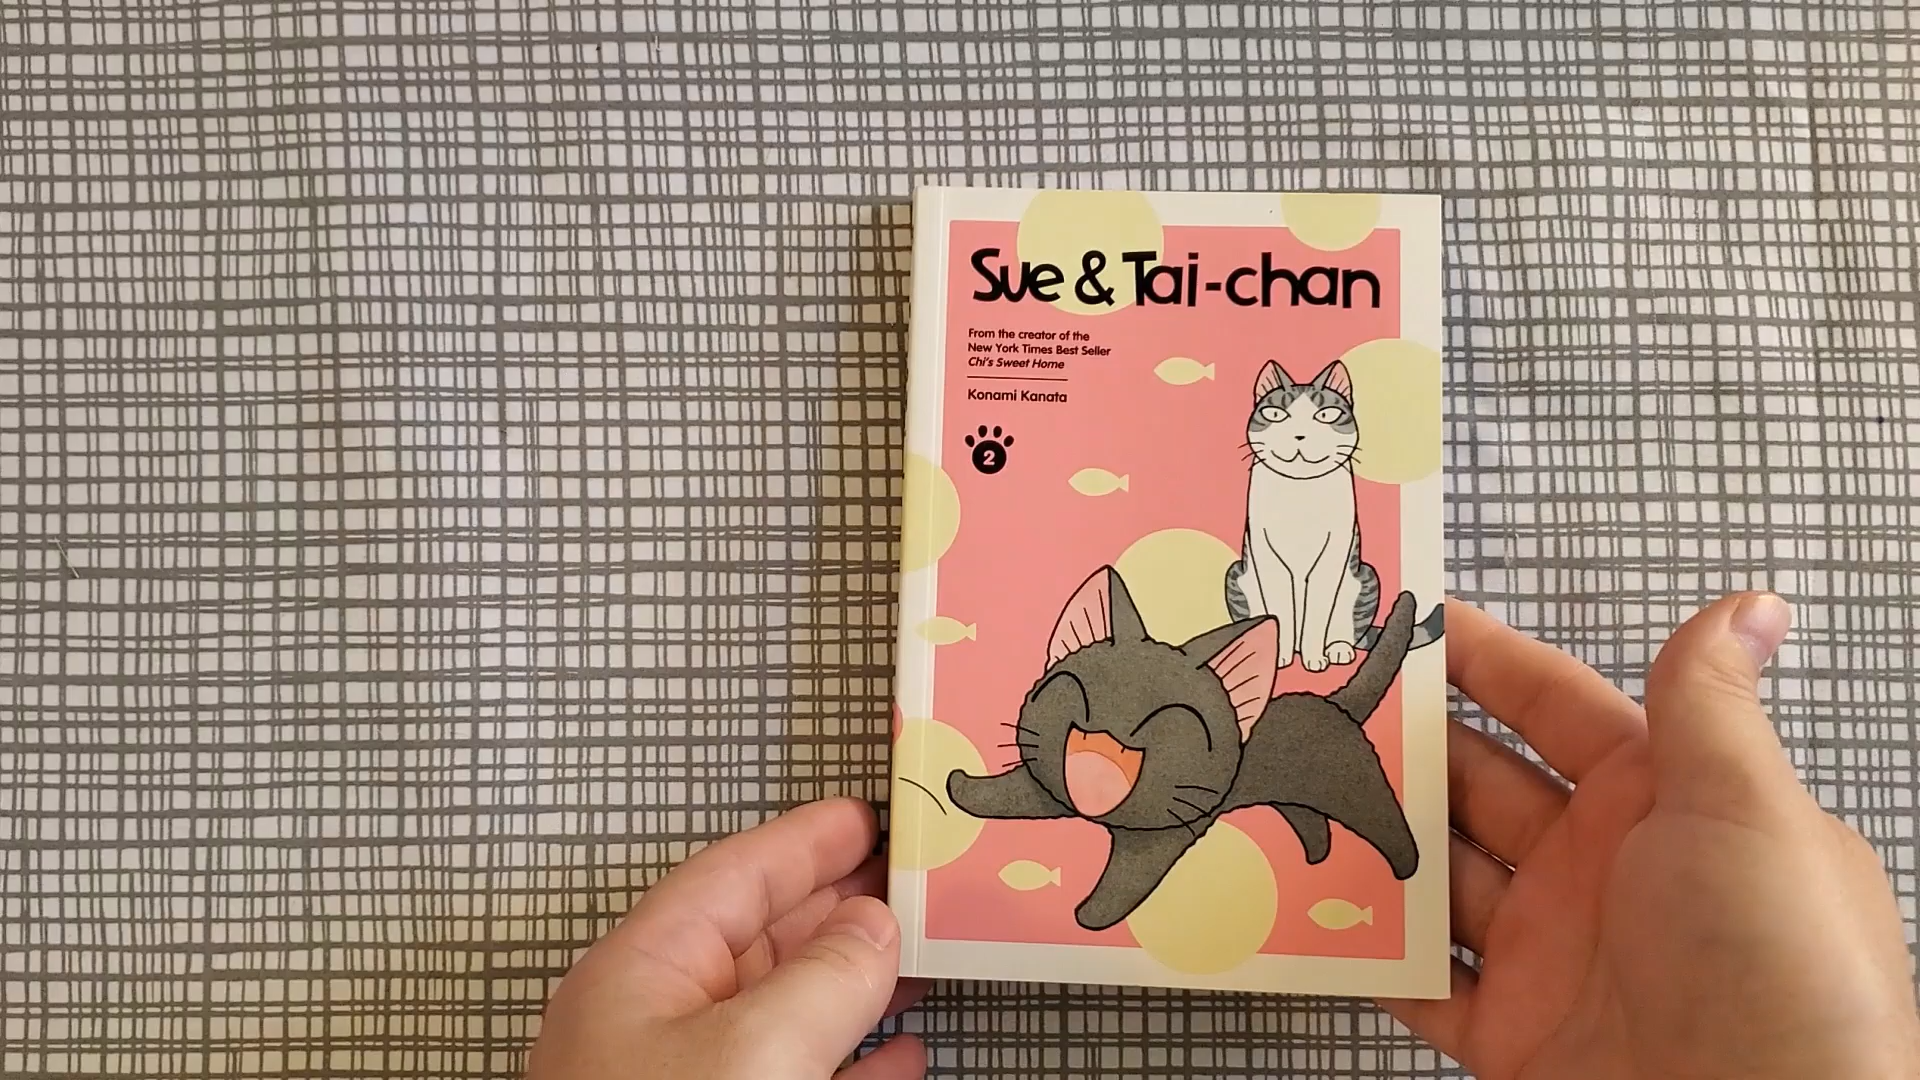 Sue & Tai-chan
From the creator of the
New York Times Best Seller
Chi's Sweet Home
Konami Kanata
2